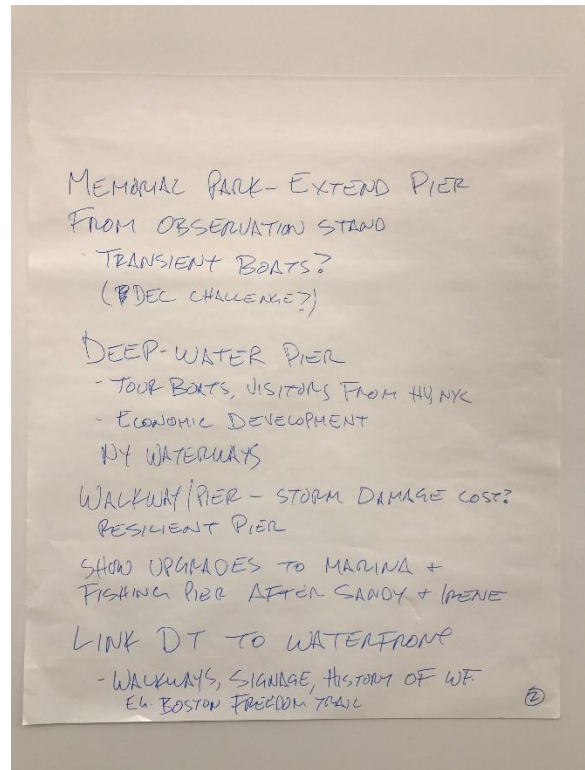 MEMORIAL PARK - EXTEND PIER
FROM OBSERVATION STAND
- TRANSIENT BOATS?
(DEC CHALLENGE?)
DEEP-WATER PIER
- TOUR BOATS, VISITORS FROM NYC
- ECONOMIC DEVELOPMENT
NY WATERWAYS
WALKWAY/PIER - STORM DAMAGE COST?
RESILIENT PIER
SHOW UPGRADES TO MARINA +
FISHING PIER AFTER SANDY + IRENE
LINK DT TO WATERFRONT
- WALKWAYS, SIGNAGE, HISTORY OF WF.
EG. BOSTON FREEDOM TRAIL
2